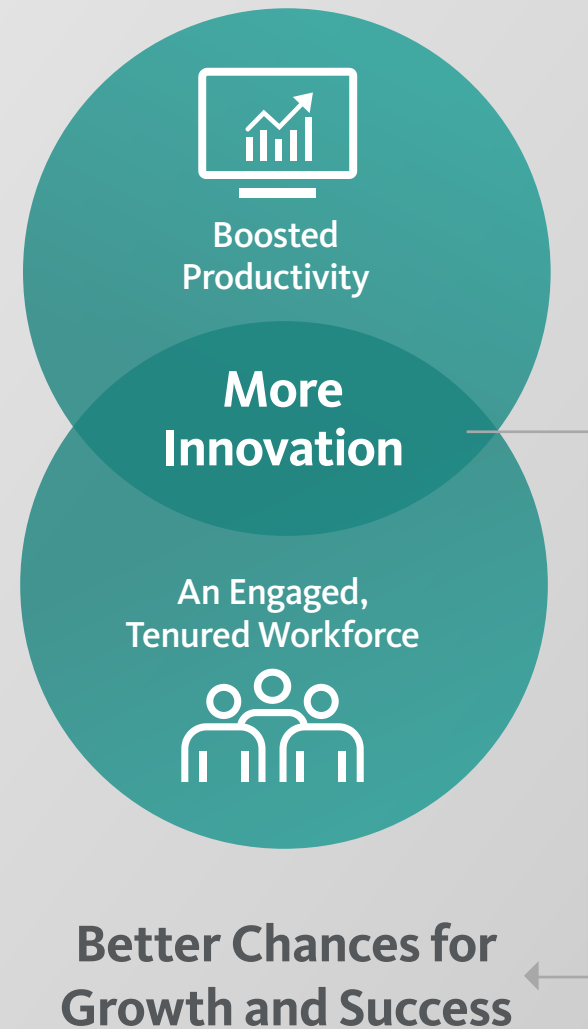 Boosted
Productivity
More
Innovation
An Engaged,
Tenured Workforce
Better Chances for
Growth and Success